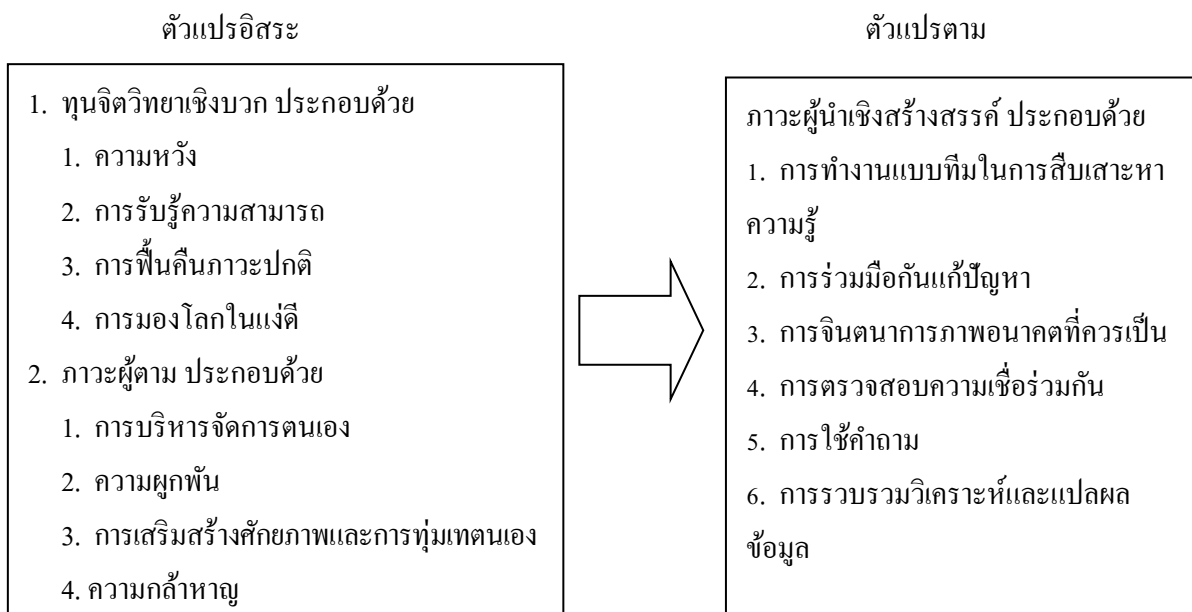 ตัวแปรอิสระ
ตัวแปรตาม
1. ทุนจิตวิทยาเชิงบวก ประกอบด้วย
1. ความหวัง
2. การรับรู้ความสามารถ
3. การฟื้นคืนภาวะปกติ
4. การมองโลกในแง่ดี
2. ภาวะผู้ตาม ประกอบด้วย
1. การบริหารจัดการตนเอง
2. ความผูกพัน
3. การเสริมสร้างศักยภาพและการทุ่มเทตนเอง
4. ความกล้าหาญ
ภาวะผู้นำเชิงสร้างสรรค์ ประกอบด้วย
1. การทำงานแบบทีมในการสืบเสาะหา
ความรู้
2. การร่วมมือกันแก้ปัญหา
3. การจินตนาการภาพอนาคตที่ควรเป็น
4. การตรวจสอบความเชื่อร่วมกัน
5. การใช้คำถาม
6. การรวบรวมวิเคราะห์และแปลผล
ข้อมูล